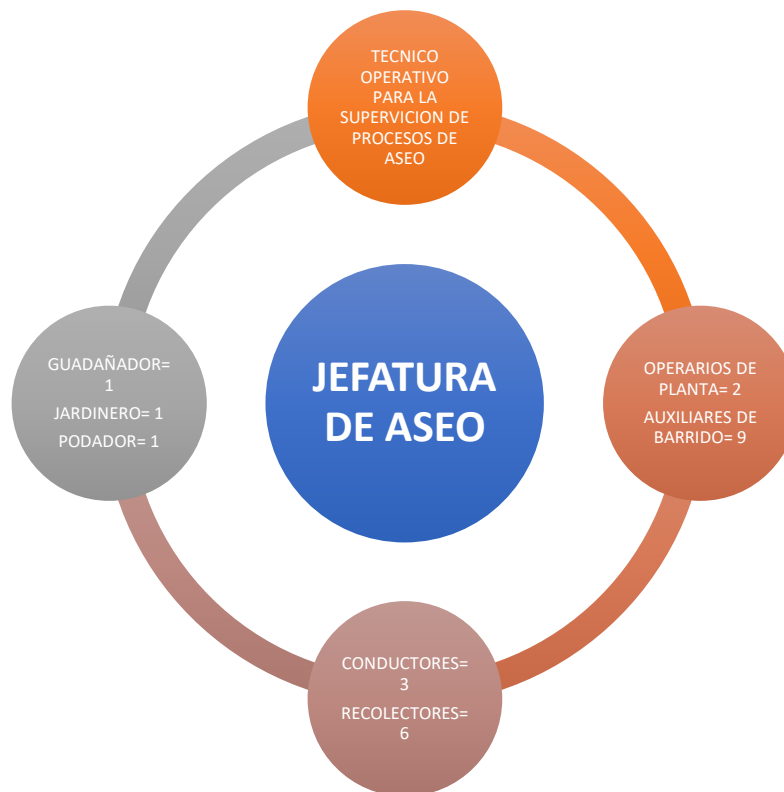 TECNICO
OPERATIVO
PARA LA
SUPERVICION DE
PROCESOS DE
ASEO
GUADAÑADOR=
1
JARDINERO= 1
PODADOR= 1
JEFATURA
DE ASEO
OPERARIOS DE
PLANTA= 2
AUXILIARES DE
BARRIDO= 9
CONDUCTORES=
3
RECOLECTORES=
6